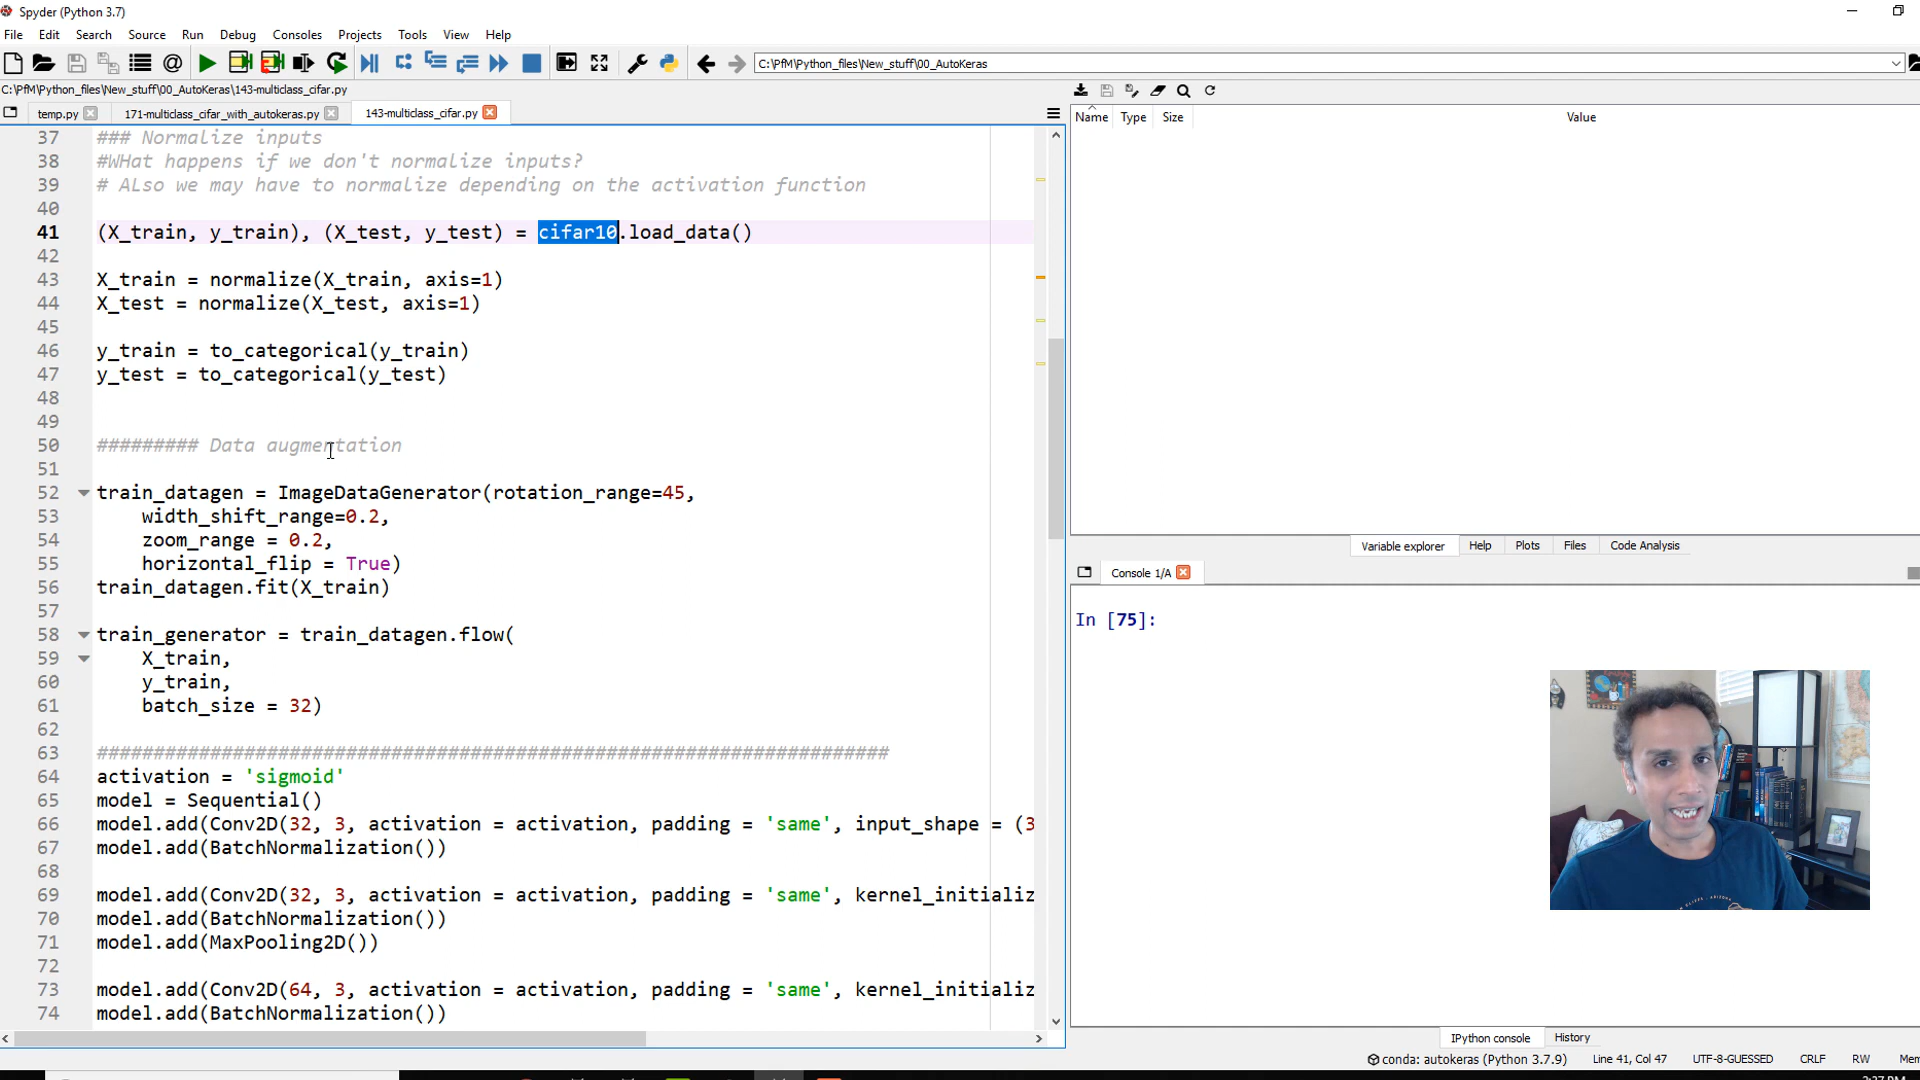 Spyder (Python 3.7)
File Edit Search Source Run Debug Consoles Projects Tools View Help
C:\PfM\Python_files\New_stuff\00_AutoKeras
C:\PfM\Python_files\New_stuff\00_AutoKeras\143-multiclass_cifar.py
temp.py 171-multiclass_cifar_with_autokeras.py 143-multiclass_cifar.py
37 ### Normalize inputs
38 #WHat happens if we don't normalize inputs?
39 # ALso we may have to normalize depending on the activation function
40
41 (X_train, y_train), (X_test, y_test) = cifar10.load_data()
42
43 X_train = normalize(X_train, axis=1)
44 X_test = normalize(X_test, axis=1)
45
46 y_train = to_categorical(y_train)
47 y_test = to_categorical(y_test)
48
49
50 ######### Data augmentation
51
52 train_datagen = ImageDataGenerator(rotation_range=45,
53 width_shift_range=0.2,
54 zoom_range = 0.2,
55 horizontal_flip = True)
56 train_datagen.fit(X_train)
57
58 train_generator = train_datagen.flow(
59 X_train,
60 y_train,
61 batch_size = 32)
62
63 ######################################################################
64 activation = 'sigmoid'
65 model = Sequential()
66 model.add(Conv2D(32, 3, activation = activation, padding = 'same', input_shape = (3
67 model.add(BatchNormalization())
68
69 model.add(Conv2D(32, 3, activation = activation, padding = 'same', kernel_initializ
70 model.add(BatchNormalization())
71 model.add(MaxPooling2D())
72
73 model.add(Conv2D(64, 3, activation = activation, padding = 'same', kernel_initializ
74 model.add(BatchNormalization())
Name Type Size Value
Variable explorer Help Plots Files Code Analysis
Console 1/A
In [75]:
IPython console History
conda: autokeras (Python 3.7.9) Line 41, Col 47 UTF-8-GUESSED CRLF RW Mem